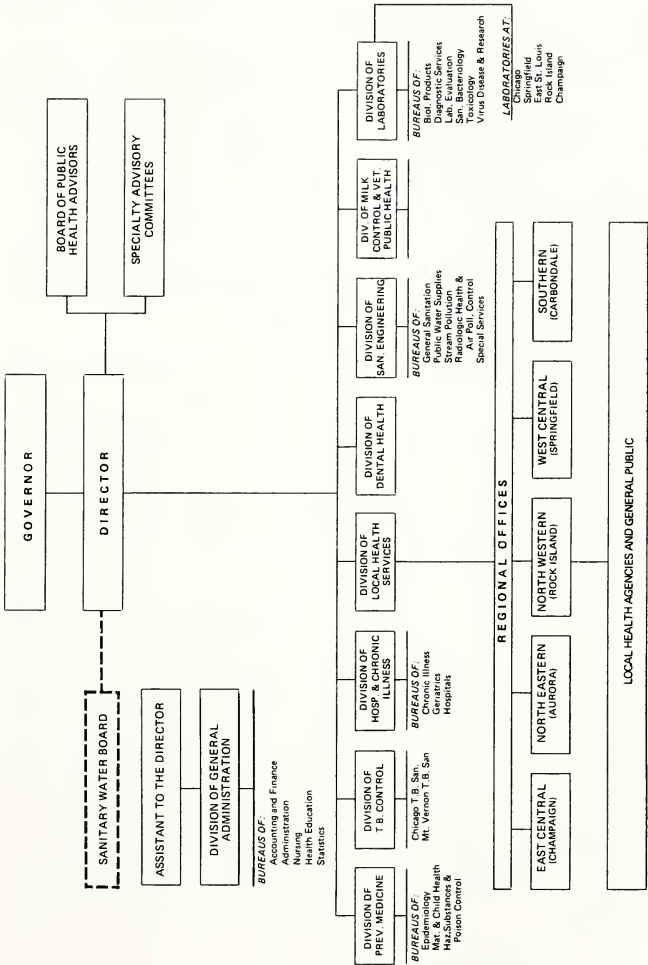 GOVERNOR
DIRECTOR
BOARD OF PUBLIC
HEALTH ADVISORS
SPECIALTY ADVISORY
COMMITTEES
SANITARY WATER BOARD
ASSISTANT TO THE DIRECTOR
DIVISION OF GENERAL
ADMINISTRATION
BUREAUS OF:
Accounting and Finance
Administration
Nursing
Health Education
Statistics
DIVISION OF
PREV. MEDICINE
BUREAUS OF:
Epidemiology
Mat. & Child Health
Haz.Substances &
Poison Control
DIVISION OF
T.B. CONTROL
Chicago T.B. San.
Mt. Vernon T.B. San
DIVISION OF
HOSP. & CHRONIC
ILLNESS
BUREAUS OF:
Chronic Illness
Geriatrics
Hospitals
DIVISION OF
LOCAL HEALTH
SERVICES
DIVISION OF
DENTAL HEALTH
DIVISION OF
SAN. ENGINEERING
BUREAUS OF:
General Sanitation
Public Water Supplies
Stream Pollution
Radiologic Health &
Air Poll. Control
Special Services
DIV. OF MILK
CONTROL & VET.
PUBLIC HEALTH
DIVISION OF
LABORATORIES
BUREAUS OF:
Biol. Products
Diagnostic Services
Lab. Evaluation
San. Bacteriology
Toxicology
Virus Disease & Research
LABORATORIES AT:
Chicago
Springfield
East St. Louis
Rock Island
Champaign
REGIONAL OFFICES
EAST CENTRAL
(CHAMPAIGN)
NORTH EASTERN
(AURORA)
NORTH WESTERN
(ROCK ISLAND)
WEST CENTRAL
(SPRINGFIELD)
SOUTHERN
(CARBONDALE)
LOCAL HEALTH AGENCIES AND GENERAL PUBLIC